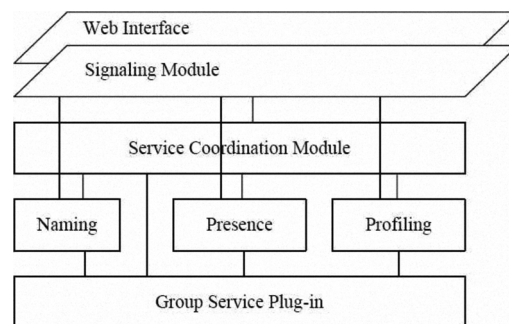 Web Interface
Signaling Module
Service Coordination Module
Naming
Presence
Profiling
Group Service Plug-in